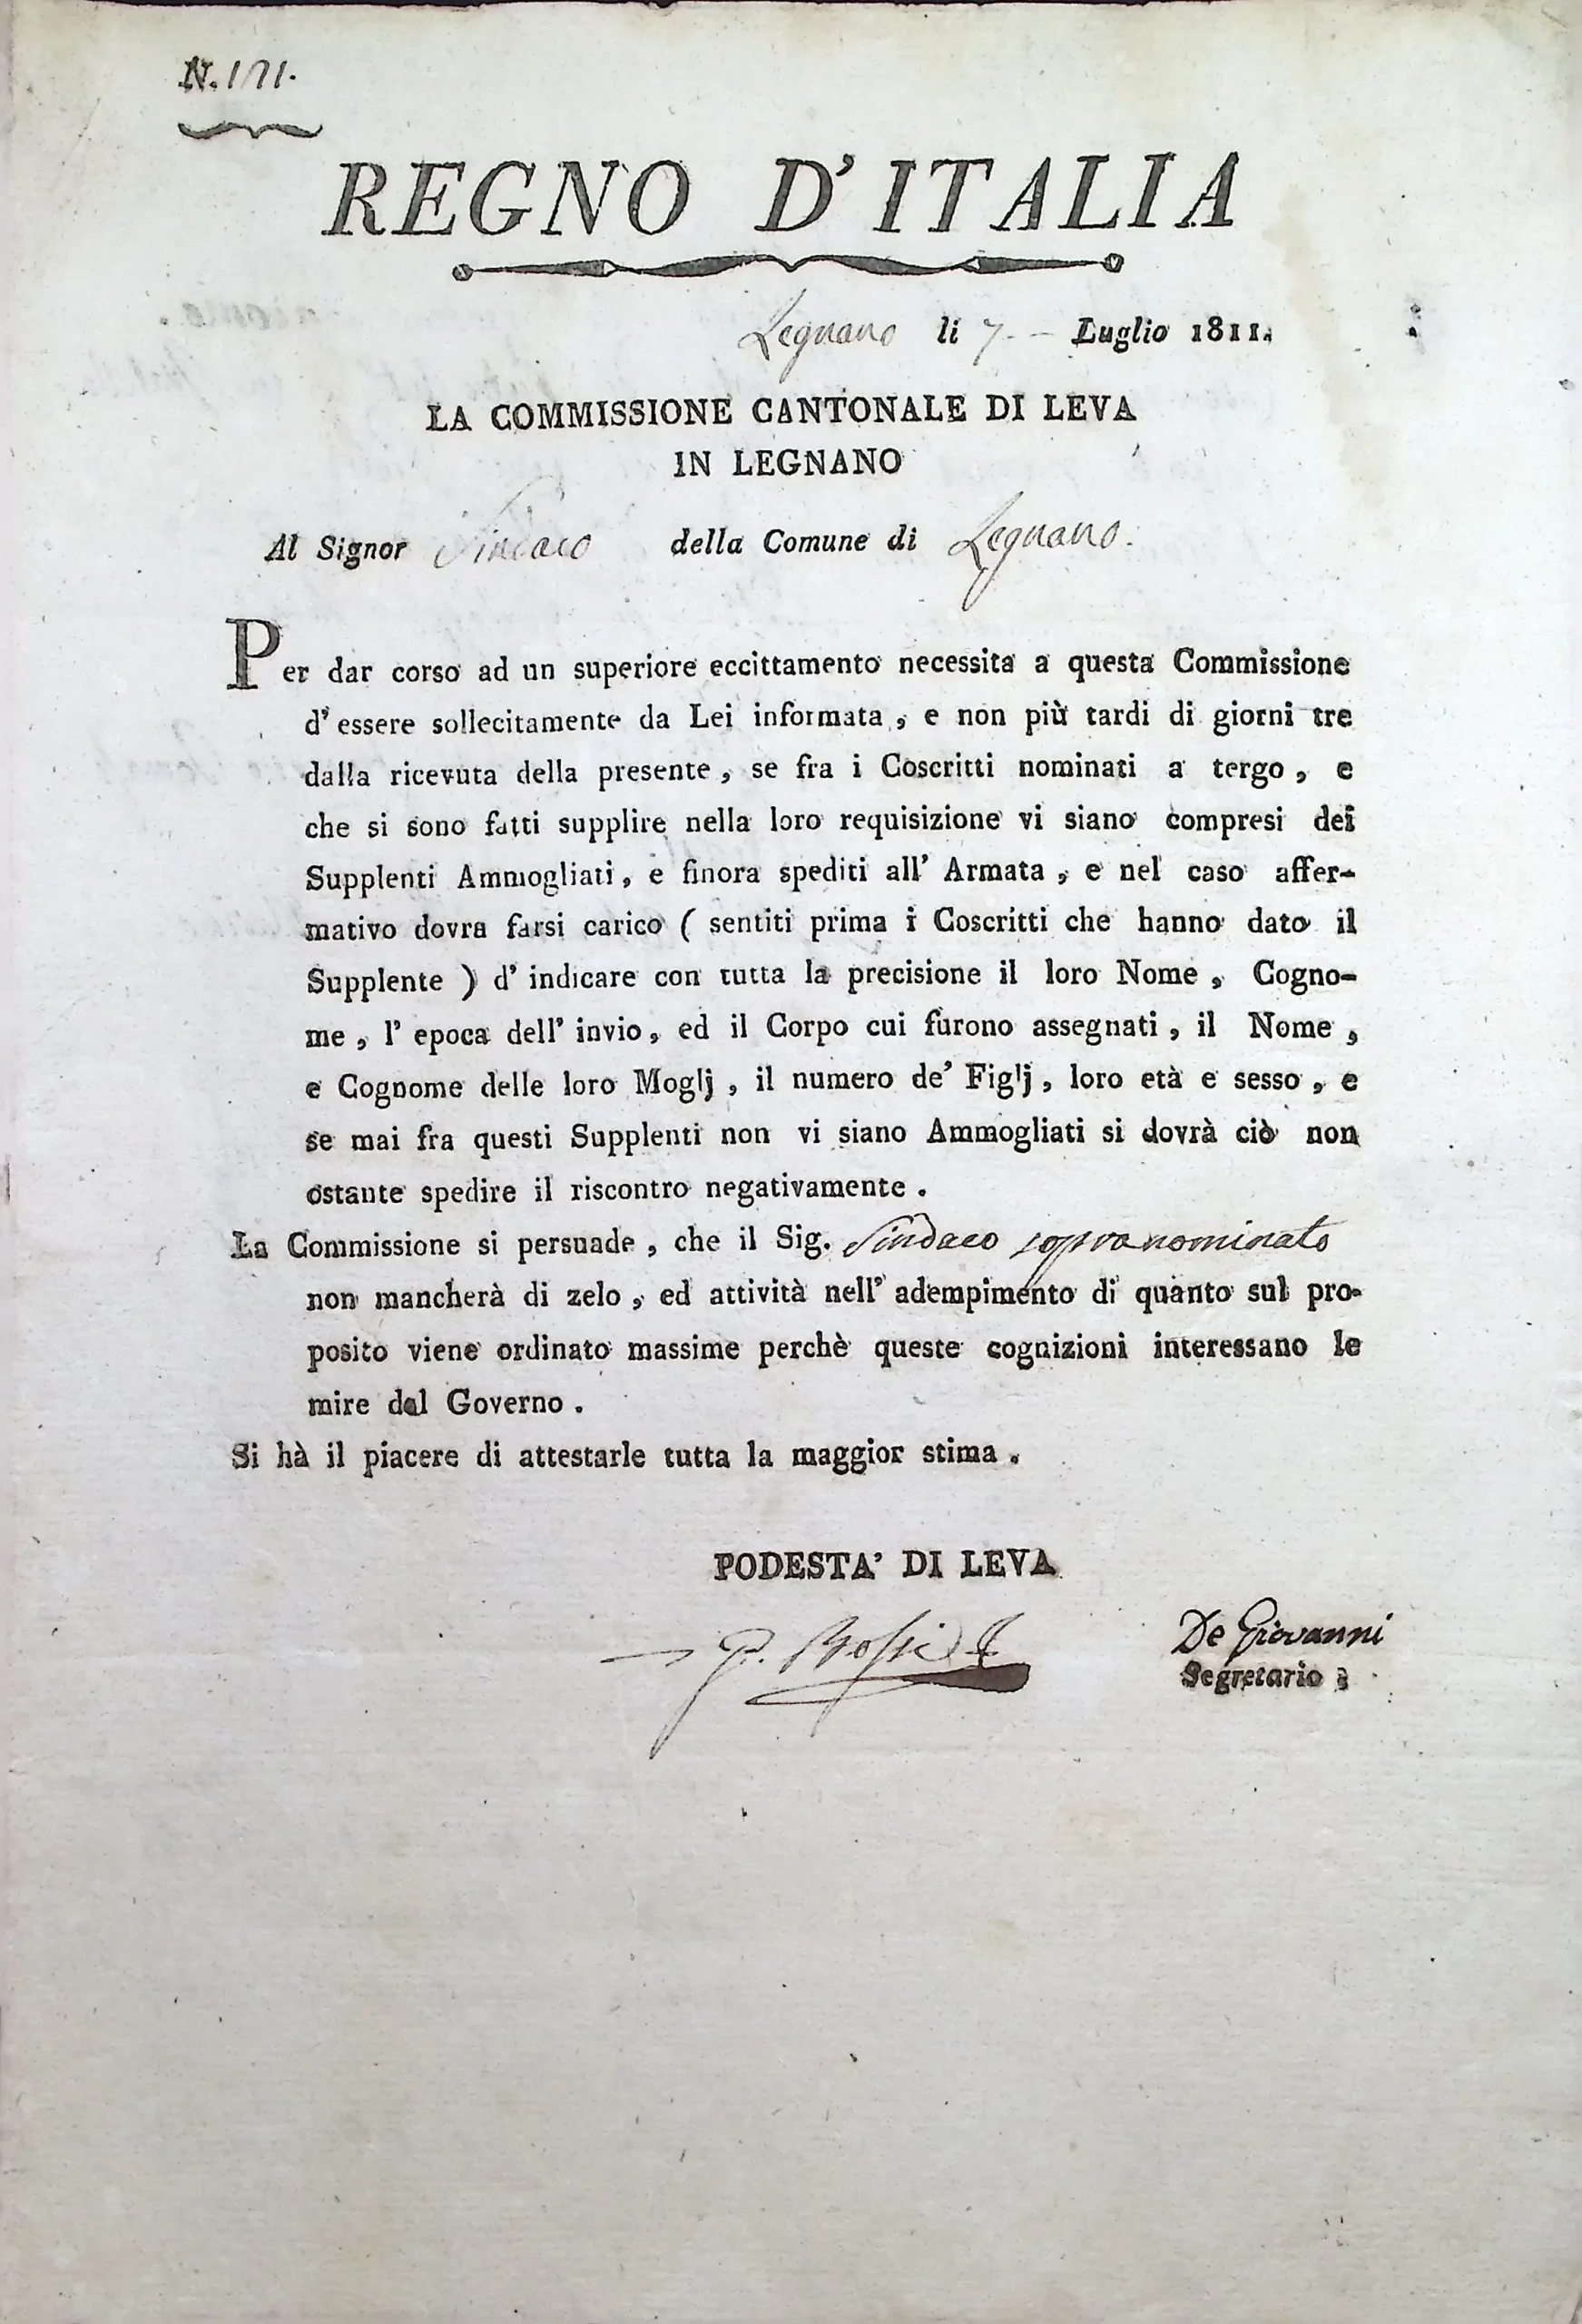 N. 171.
REGNO D'ITALIA
Legnano li 7 - Luglio 1811.
LA COMMISSIONE CANTONALE DI LEVA
IN LEGNANO
Al Signor Sindaco della Comune di Legnano.
Per dar corso ad un superiore eccittamento necessita a questa Commissione
d' essere sollecitamente da Lei informata, e non più tardi di giorni tre
dalla ricevuta della presente, se fra i Coscritti nominati a tergo, e
che si sono fatti supplire nella loro requisizione vi siano compresi dei
Supplenti Ammogliati, e finora spediti all' Armata, e nel caso affer-
mativo dovra farsi carico ( sentiti prima i Coscritti che hanno dato il
Supplente ) d' indicare con tutta la precisione il loro Nome, Cogno-
me, l' epoca dell' invio, ed il Corpo cui furono assegnati, il Nome,
e Cognome delle loro Moglj, il numero de' Figlj, loro età e sesso, e
se mai fra questi Supplenti non vi siano Ammogliati si dovrà ciò non
ostante spedire il riscontro negativamente.
La Commissione si persuade, che il Sig. Sindaco sopranominato
non mancherà di zelo, ed attività nell' adempimento di quanto sul pro-
posito viene ordinato massime perchè queste cognizioni interessano le
mire del Governo.
Si hà il piacere di attestarle tutta la maggior stima.
PODESTA' DI LEVA
P. Rossi
De Giovanni
Segretario